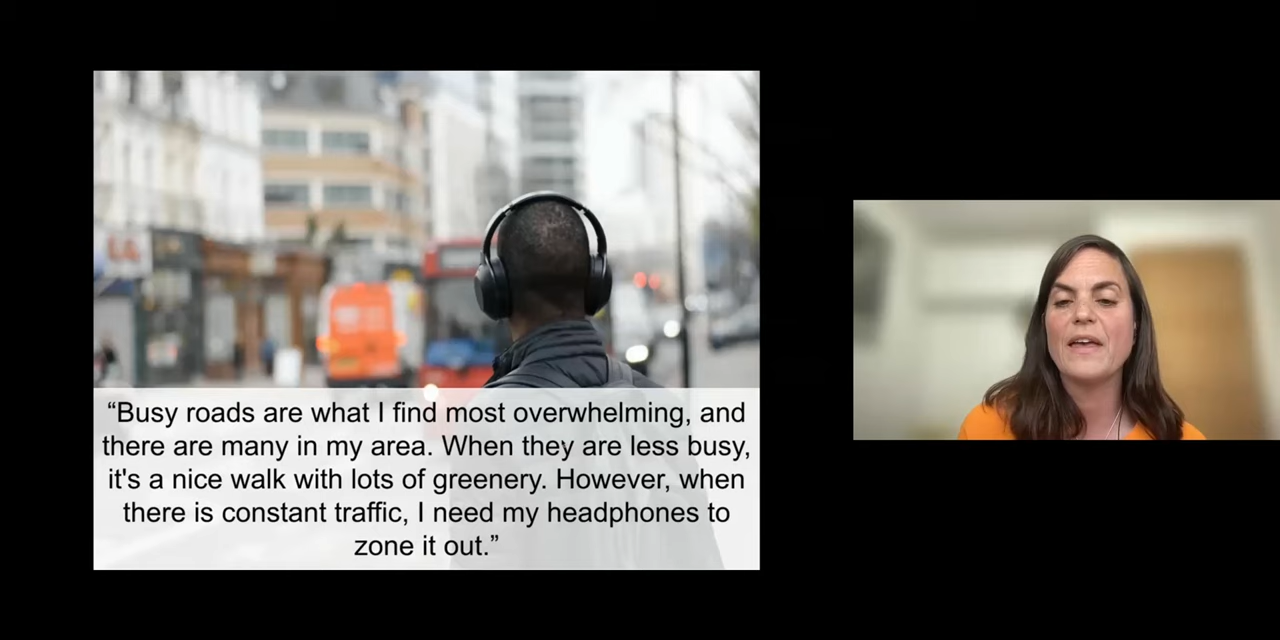 “Busy roads are what I find most overwhelming, and
there are many in my area. When they are less busy,
it's a nice walk with lots of greenery. However, when
there is constant traffic, I need my headphones to
zone it out.”